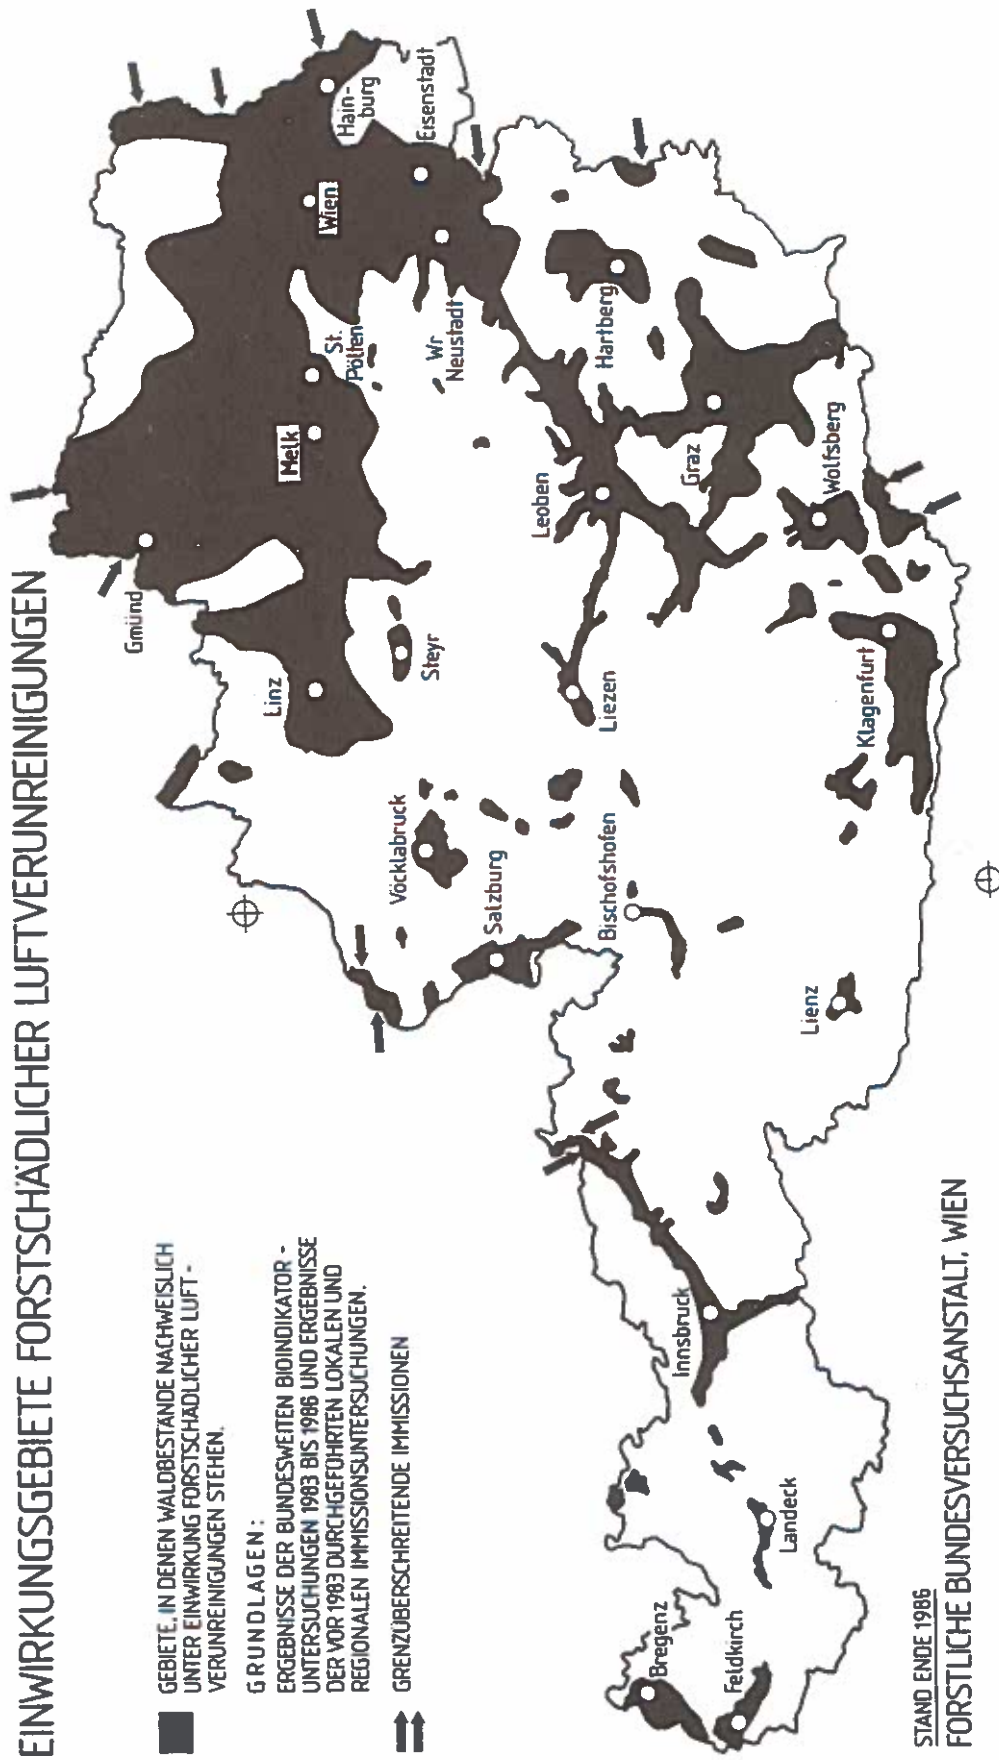 EINWIRKUNGSGEBIETE FORSTSCHÄDLICHER LUFTVERUNREINIGUNGEN
GEBIETE, IN DENEN WALDBESTÄNDE NACHWEISLICH
UNTER EINWIRKUNG FORSTSCHÄDLICHER LUFT-
VERUNREINIGUNGEN STEHEN.
GRUNDLAGEN:
ERGEBNISSE DER BUNDESWEITEN BIOINDIKATOR-
UNTERSUCHUNGEN 1983 BIS 1986 UND ERGEBNISSE
DER VOR 1983 DURCHGEFÜHRTEN LOKALEN UND
REGIONALEN IMMISSIONSUNTERSUCHUNGEN.
GRENZÜBERSCHREITENDE IMMISSIONEN
Gmünd
Linz
Melk
St.
Pölten
Wien
Hain-
burg
Eisenstadt
Steyr
Wr
Neustadt
Vöcklabruck
Salzburg
Bischofshofen
Liezen
Leoben
Hartberg
Graz
Wolfsberg
Klagenfurt
Lienz
Innsbruck
Landeck
Bregenz
Feldkirch
STAND ENDE 1986
FORSTLICHE BUNDESVERSUCHSANSTALT, WIEN